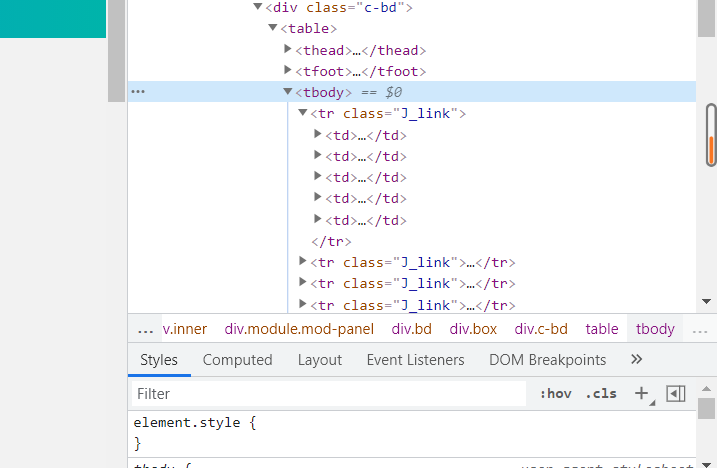 <div class="c-bd">
<table>
<thead>…</thead>
<tfoot>…</tfoot>
… <tbody> == $0
<tr class="J_link">
<td>…</td>
<td>…</td>
<td>…</td>
<td>…</td>
<td>…</td>
</tr>
<tr class="J_link">…</tr>
<tr class="J_link">…</tr>
<tr class="J_link">…</tr>
… v.inner div.module.mod-panel div.bd div.box div.c-bd table tbody …
Styles Computed Layout Event Listeners DOM Breakpoints »
Filter :hov .cls +
element.style {
}
tbody { user agent stylesheet